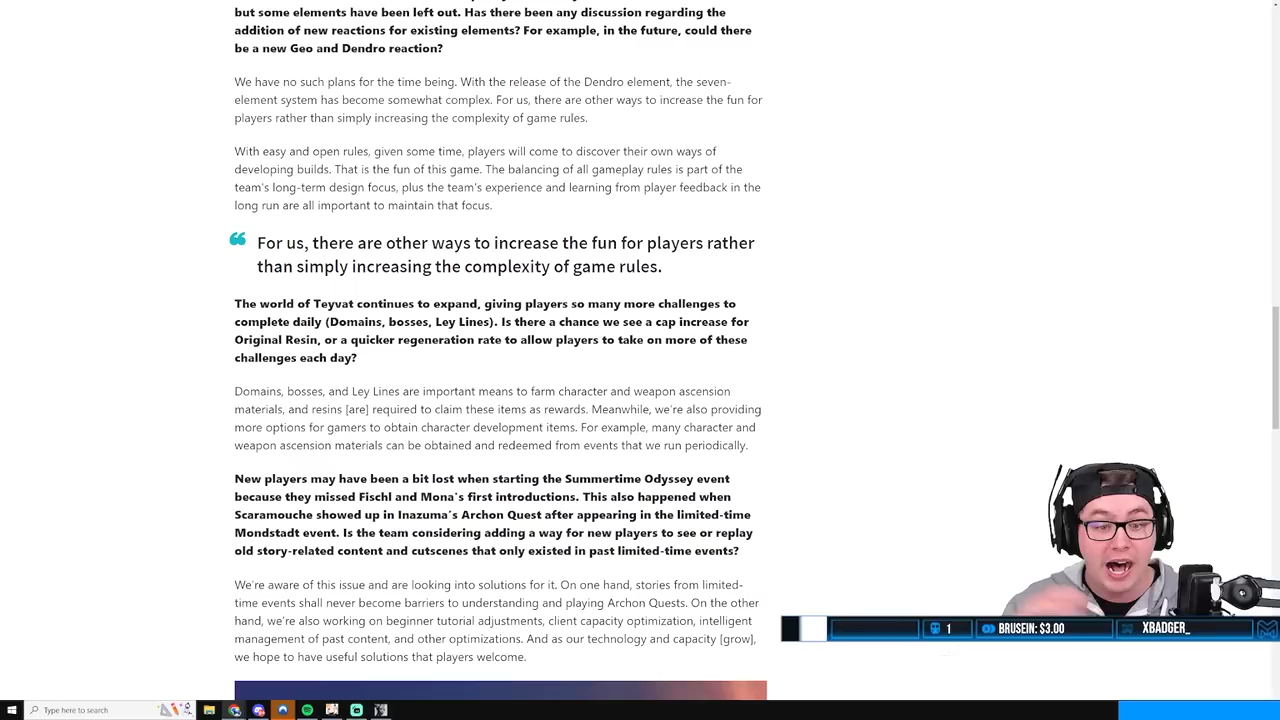 but some elements have been left out. Has there been any discussion regarding the
addition of new reactions for existing elements? For example, in the future, could there
be a new Geo and Dendro reaction?
We have no such plans for the time being. With the release of the Dendro element, the seven-
element system has become somewhat complex. For us, there are other ways to increase the fun for
players rather than simply increasing the complexity of game rules.
With easy and open rules, given some time, players will come to discover their own ways of
developing builds. That is the fun of this game. The balancing of all gameplay rules is part of the
team's long-term design focus, plus the team's experience and learning from player feedback in the
long run are all important to maintain that focus.
“ For us, there are other ways to increase the fun for players rather
than simply increasing the complexity of game rules.
The world of Teyvat continues to expand, giving players so many more challenges to
complete daily (Domains, bosses, Ley Lines). Is there a chance we see a cap increase for
Original Resin, or a quicker regeneration rate to allow players to take on more of these
challenges each day?
Domains, bosses, and Ley Lines are important means to farm character and weapon ascension
materials, and resins [are] required to claim these items as rewards. Meanwhile, we're also providing
more options for gamers to obtain character development items. For example, many character and
weapon ascension materials can be obtained and redeemed from events that we run periodically.
New players may have been a bit lost when starting the Summertime Odyssey event
because they missed Fischl and Mona's first introductions. This also happened when
Scaramouche showed up in Inazuma's Archon Quest after appearing in the limited-time
Mondstadt event. Is the team considering adding a way for new players to see or replay
old story-related content and cutscenes that only existed in past limited-time events?
We're aware of this issue and are looking into solutions for it. On one hand, stories from limited-
time events shall never become barriers to understanding and playing Archon Quests. On the other
hand, we're also working on beginner tutorial adjustments, client capacity optimization, intelligent
management of past content, and other optimizations. And as our technology and capacity [grow],
we hope to have useful solutions that players welcome.
1
BRUSEIN: $3.00
XBADGER_
Type here to search